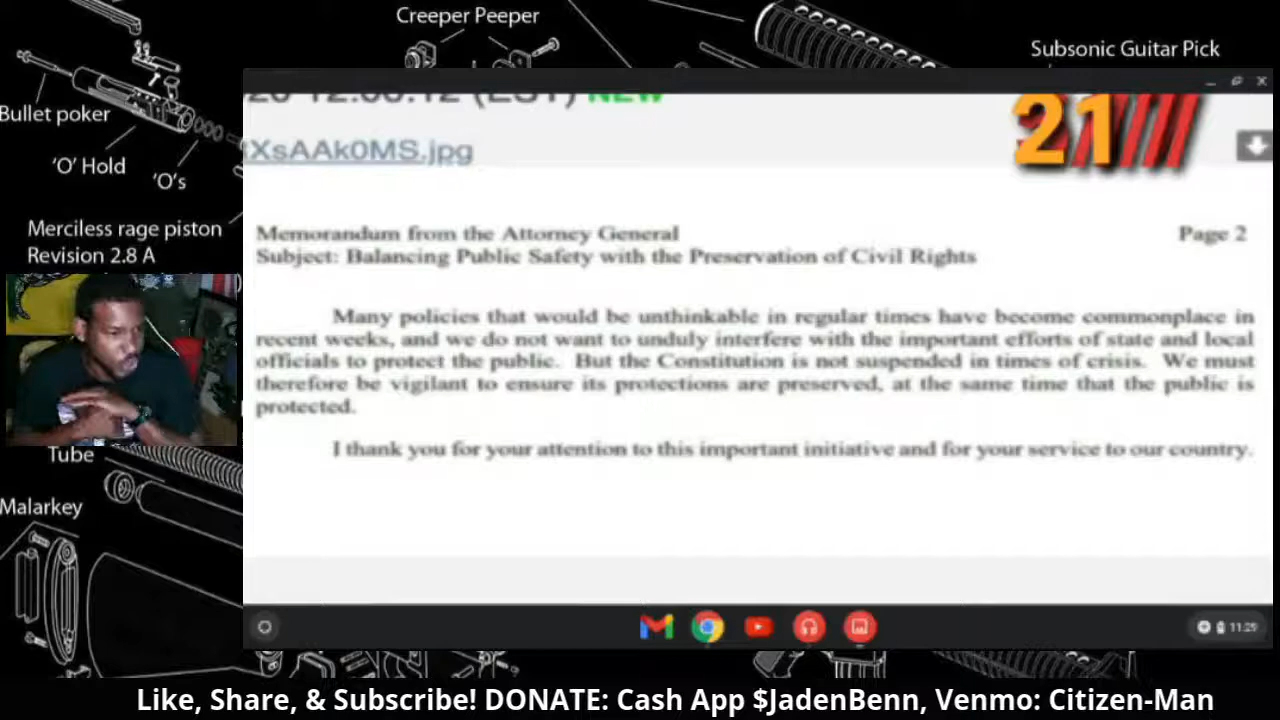 Creeper Peeper
Subsonic Guitar Pick
Bullet poker
'O' Hold
'O's
Merciless rage piston
Revision 2.8 A
NEW
21
XsAAk0MS.jpg
Memorandum from the Attorney General
Page 2
Subject: Balancing Public Safety with the Preservation of Civil Rights
Many policies that would be unthinkable in regular times have become commonplace in
recent weeks, and we do not want to unduly interfere with the important efforts of state and local
officials to protect the public. But the Constitution is not suspended in times of crisis. We must
therefore be vigilant to ensure its protections are preserved, at the same time that the public is
protected.
I thank you for your attention to this important initiative and for your service to our country.
Tube
Malarkey
11:29
Like, Share, & Subscribe! DONATE: Cash App $JadenBenn, Venmo: Citizen-Man